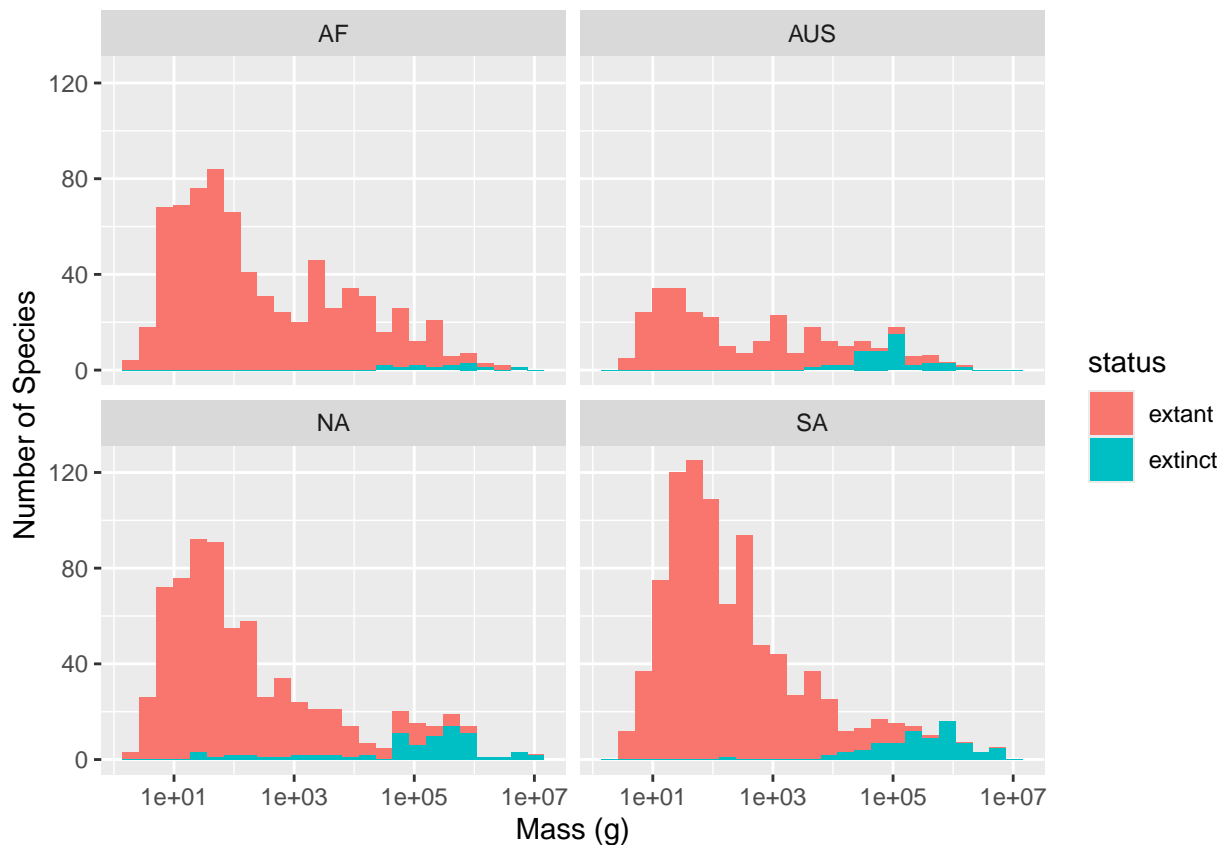 AF
AUS
120
80
40
0
NA
SA
120
80
40
0
1e+01
1e+03
1e+05
1e+07
1e+01
1e+03
1e+05
1e+07
Mass (g)
Number of Species
status
extant
extinct